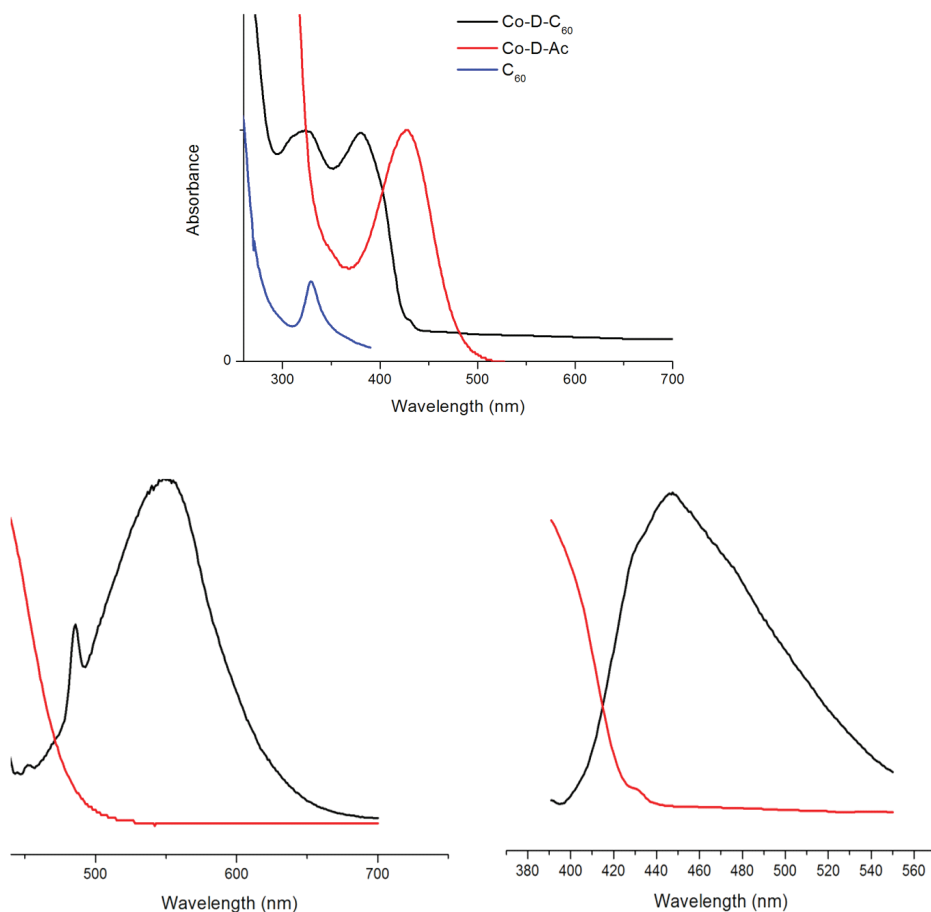 Co-D-C₆₀
Co-D-Ac
C₆₀
Absorbance
0
300 400 500 600 700
Wavelength (nm)
500 600 700
Wavelength (nm)
380 400 420 440 460 480 500 520 540 560
Wavelength (nm)